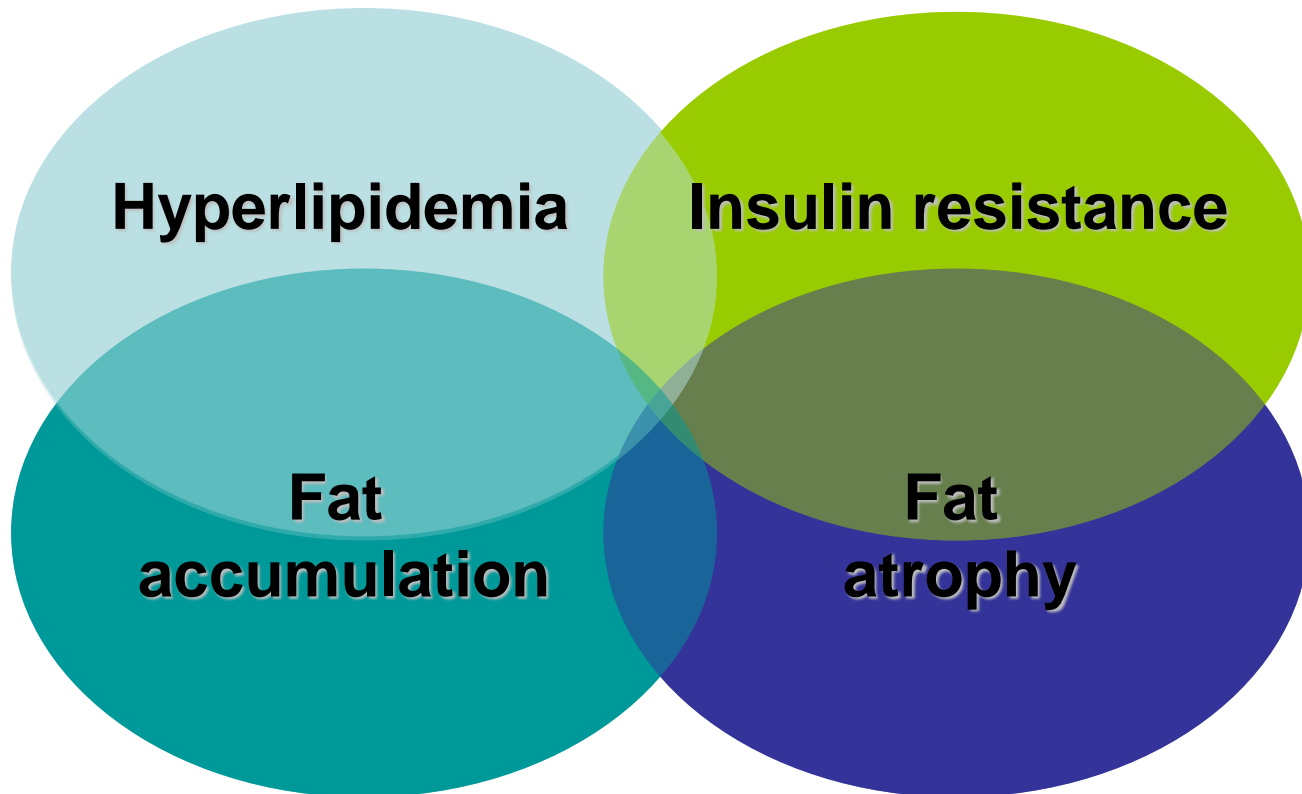 Hyperlipidemia
Insulin resistance
Fat
accumulation
Fat
atrophy